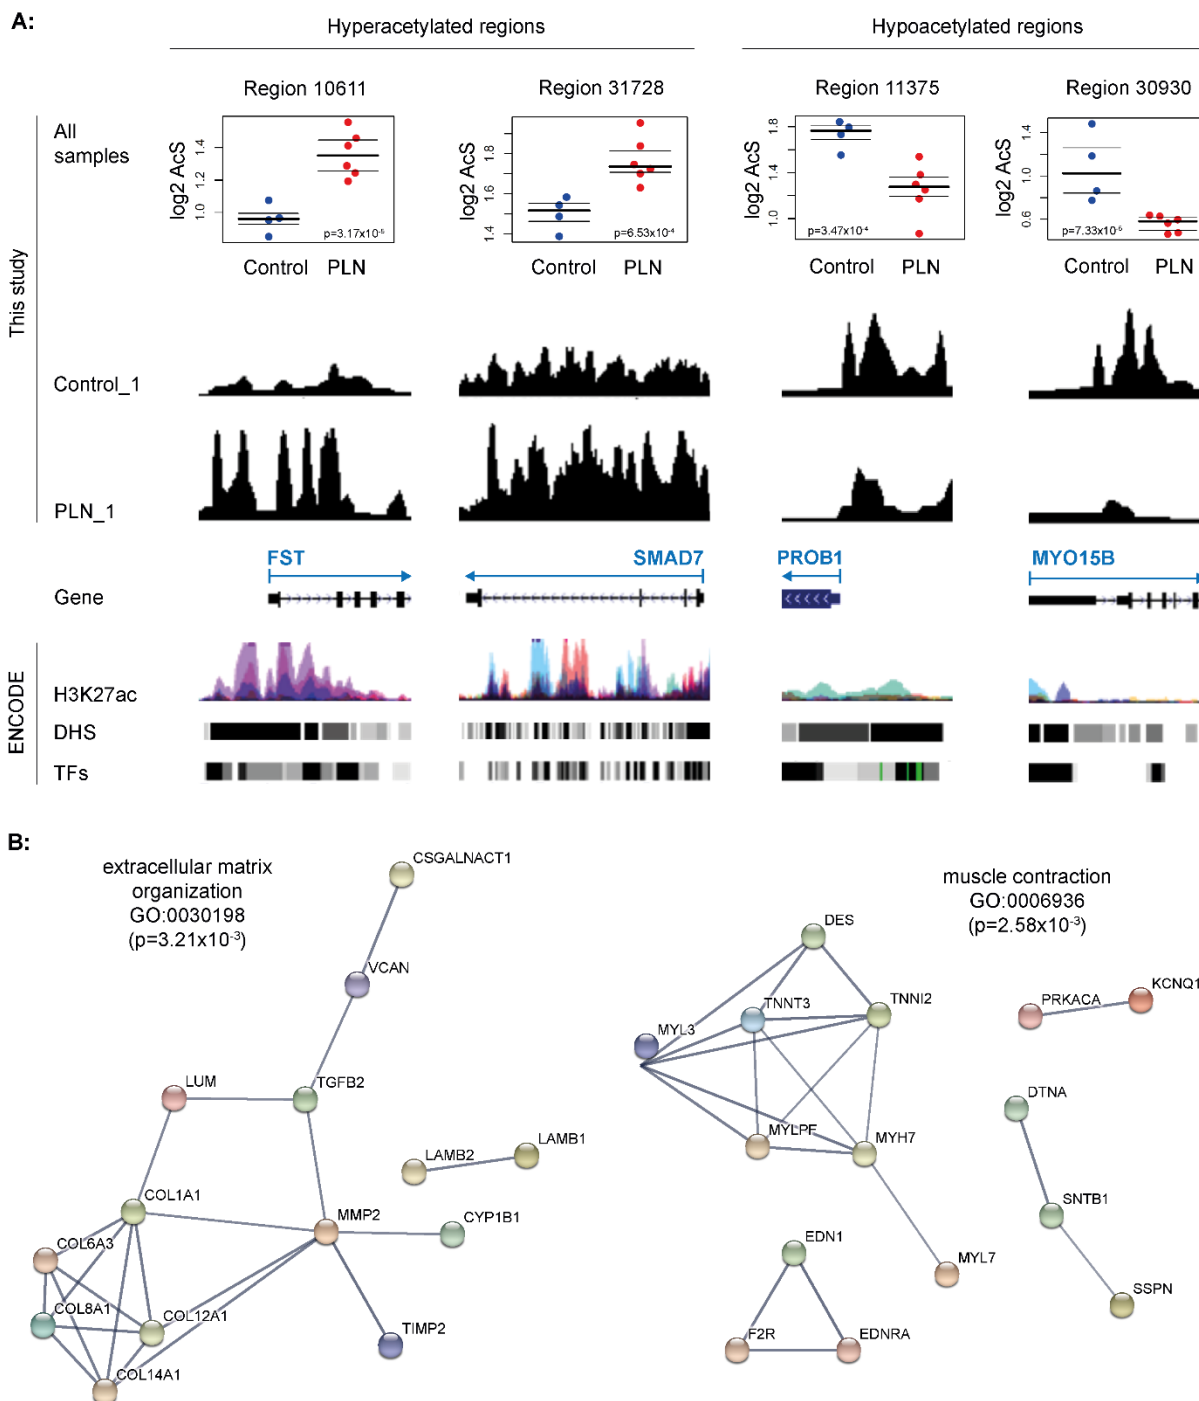 A:
Hyperacetylated regions
Hypoacetylated regions
Region 10611
Region 31728
Region 11375
Region 30930
This study
All
samples
log2 AcS
1.4
1.2
1.0
p=3.17x10-5
Control PLN
log2 AcS
1.8
1.6
1.4
p=6.53x10-4
Control PLN
log2 AcS
1.8
1.4
1.0
p=3.47x10-4
Control PLN
log2 AcS
1.4
1.0
0.6
p=7.33x10-5
Control PLN
Control_1
PLN_1
FST
SMAD7
PROB1
MYO15B
Gene
ENCODE
H3K27ac
DHS
TFs
B:
extracellular matrix
organization
GO:0030198
(p=3.21x10-3)
CSGALNACT1
VCAN
LUM
TGFB2
LAMB2
LAMB1
COL1A1
MMP2
CYP1B1
COL6A3
COL8A1
COL12A1
TIMP2
COL14A1
muscle contraction
GO:0006936
(p=2.58x10-3)
DES
TNNT3
TNNI2
MYL3
MYLPF
MYH7
MYL7
PRKACA
KCNQ1
DTNA
SNTB1
SSPN
EDN1
F2R
EDNRA